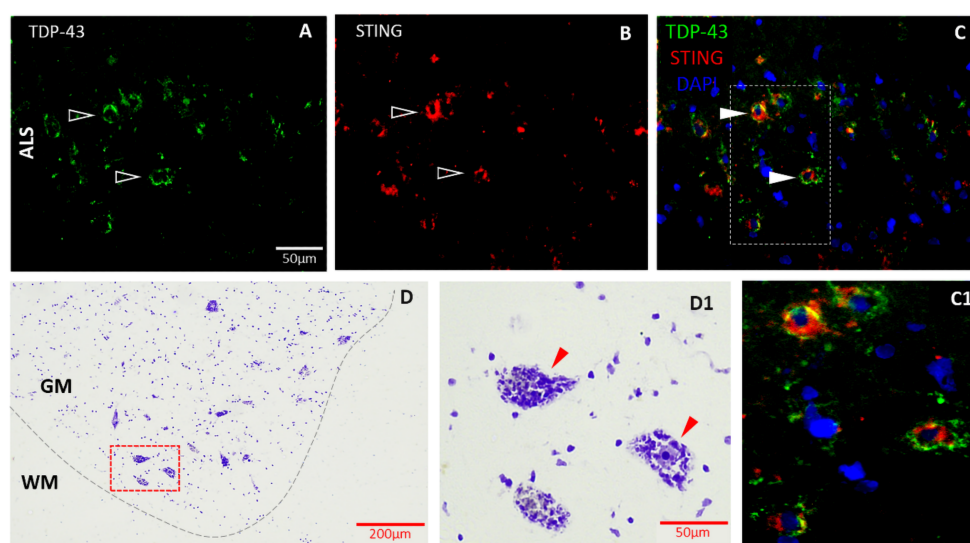 TDP-43
A
STING
B
TDP-43
C
STING
DAPI
ALS
50μm
D
GM
WM
200μm
D1
50μm
C1